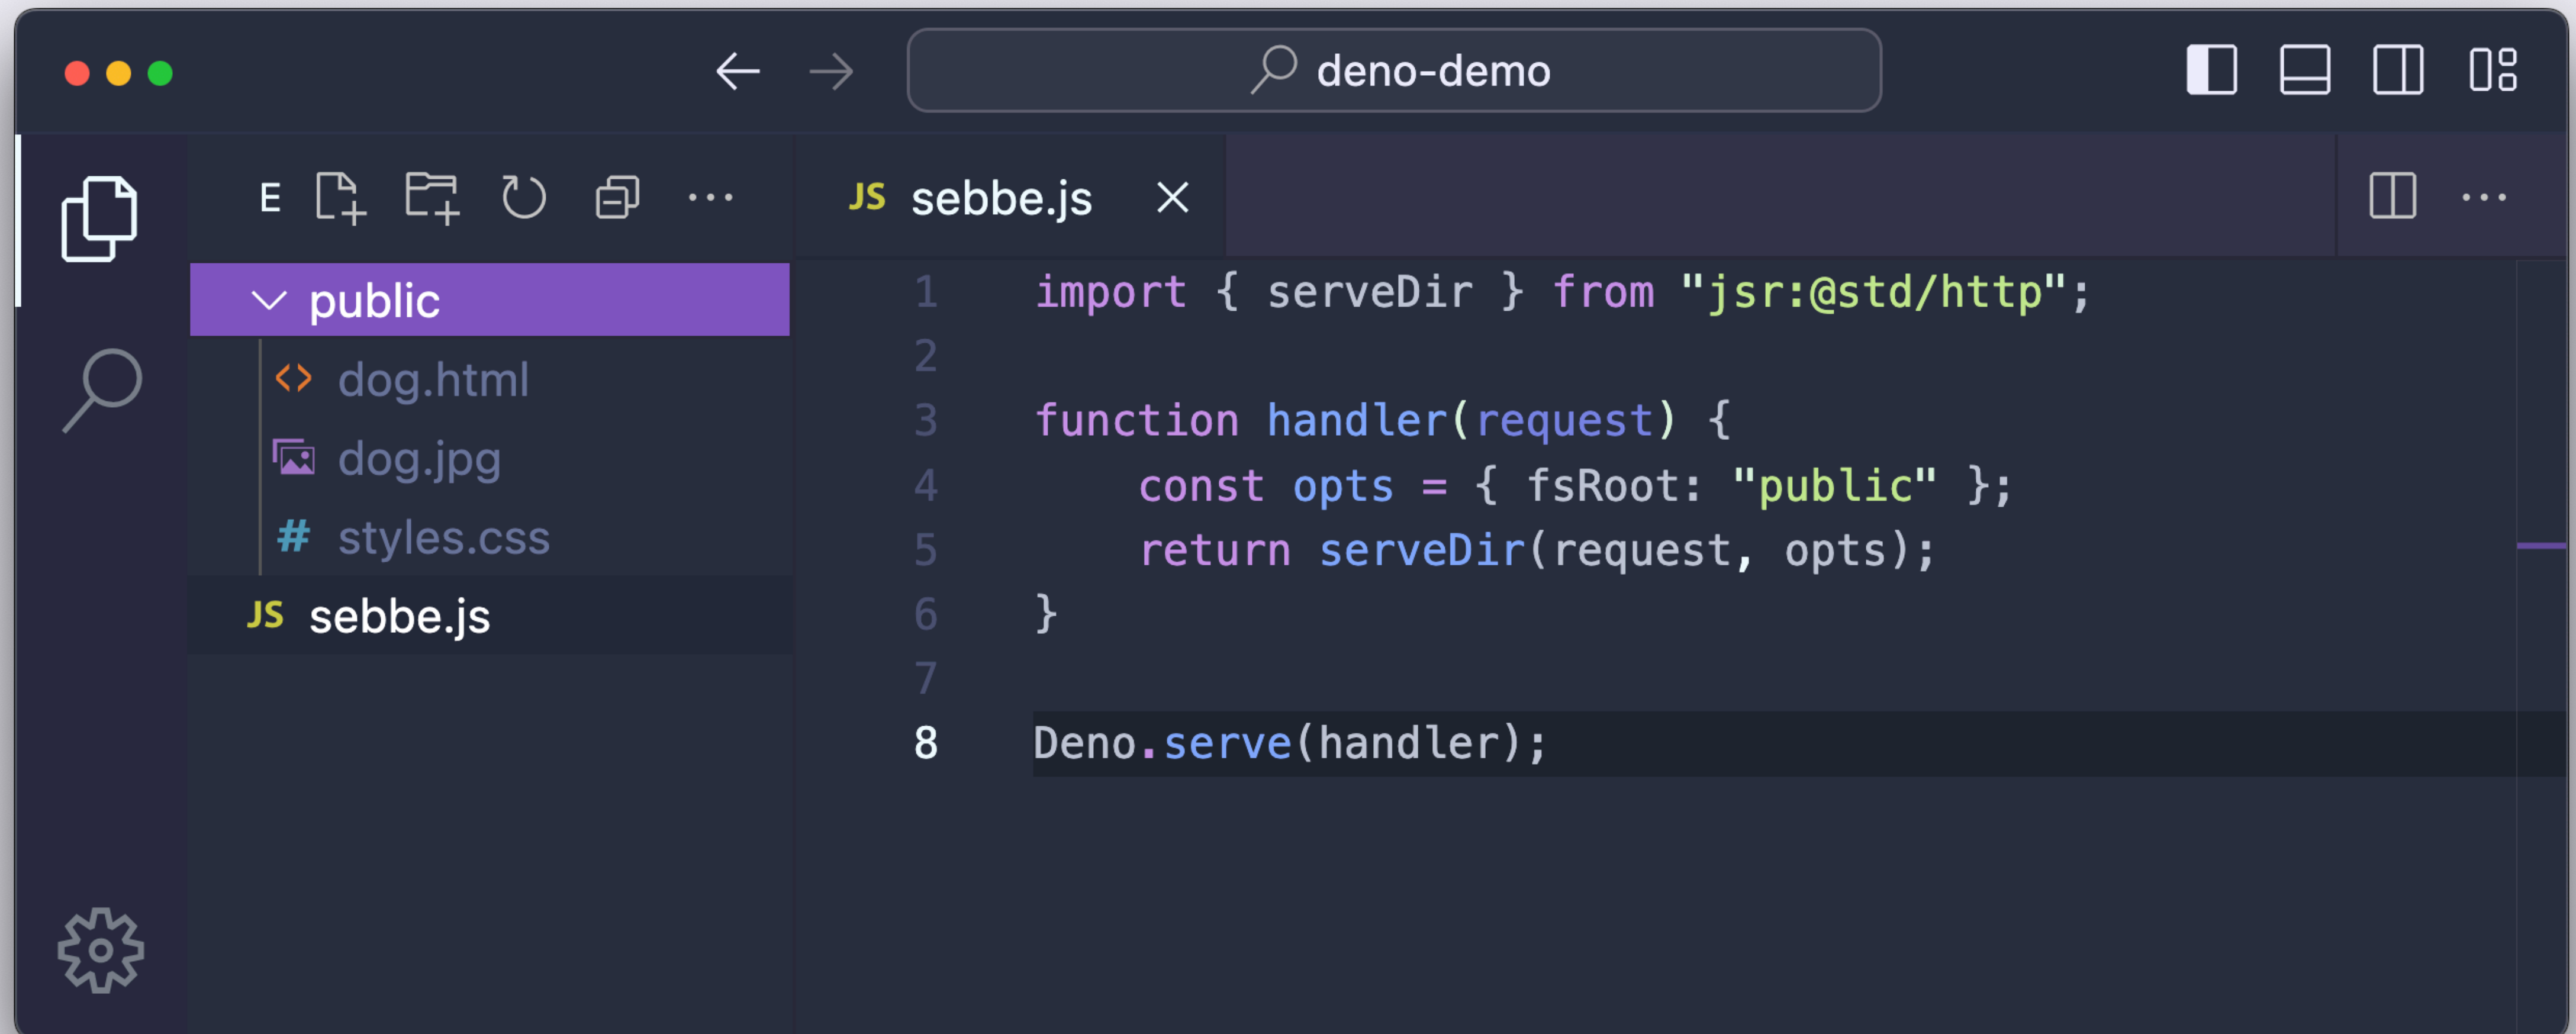 deno-demo
E
JS sebbe.js
public
<> dog.html
dog.jpg
# styles.css
JS sebbe.js
1 import { serveDir } from "jsr:@std/http";
2
3 function handler(request) {
4     const opts = { fsRoot: "public" };
5     return serveDir(request, opts);
6 }
7
8 Deno.serve(handler);